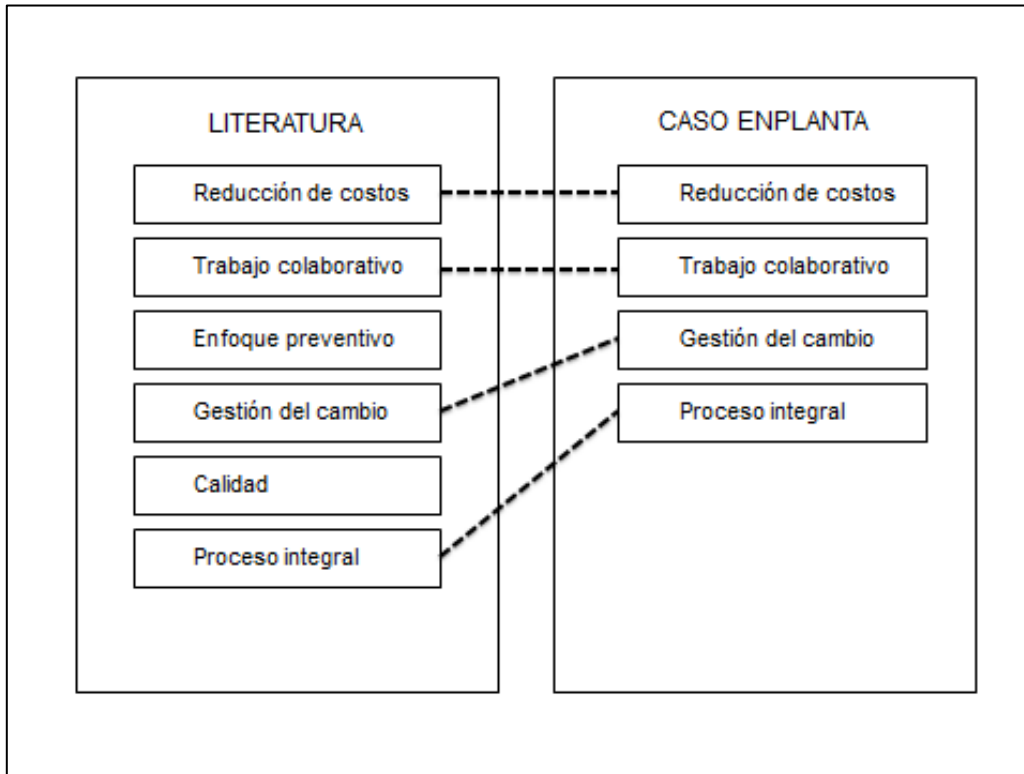 LITERATURA
Reducción de costos
Trabajo colaborativo
Enfoque preventivo
Gestión del cambio
Calidad
Proceso integral
CASO ENPLANTA
Reducción de costos
Trabajo colaborativo
Gestión del cambio
Proceso integral